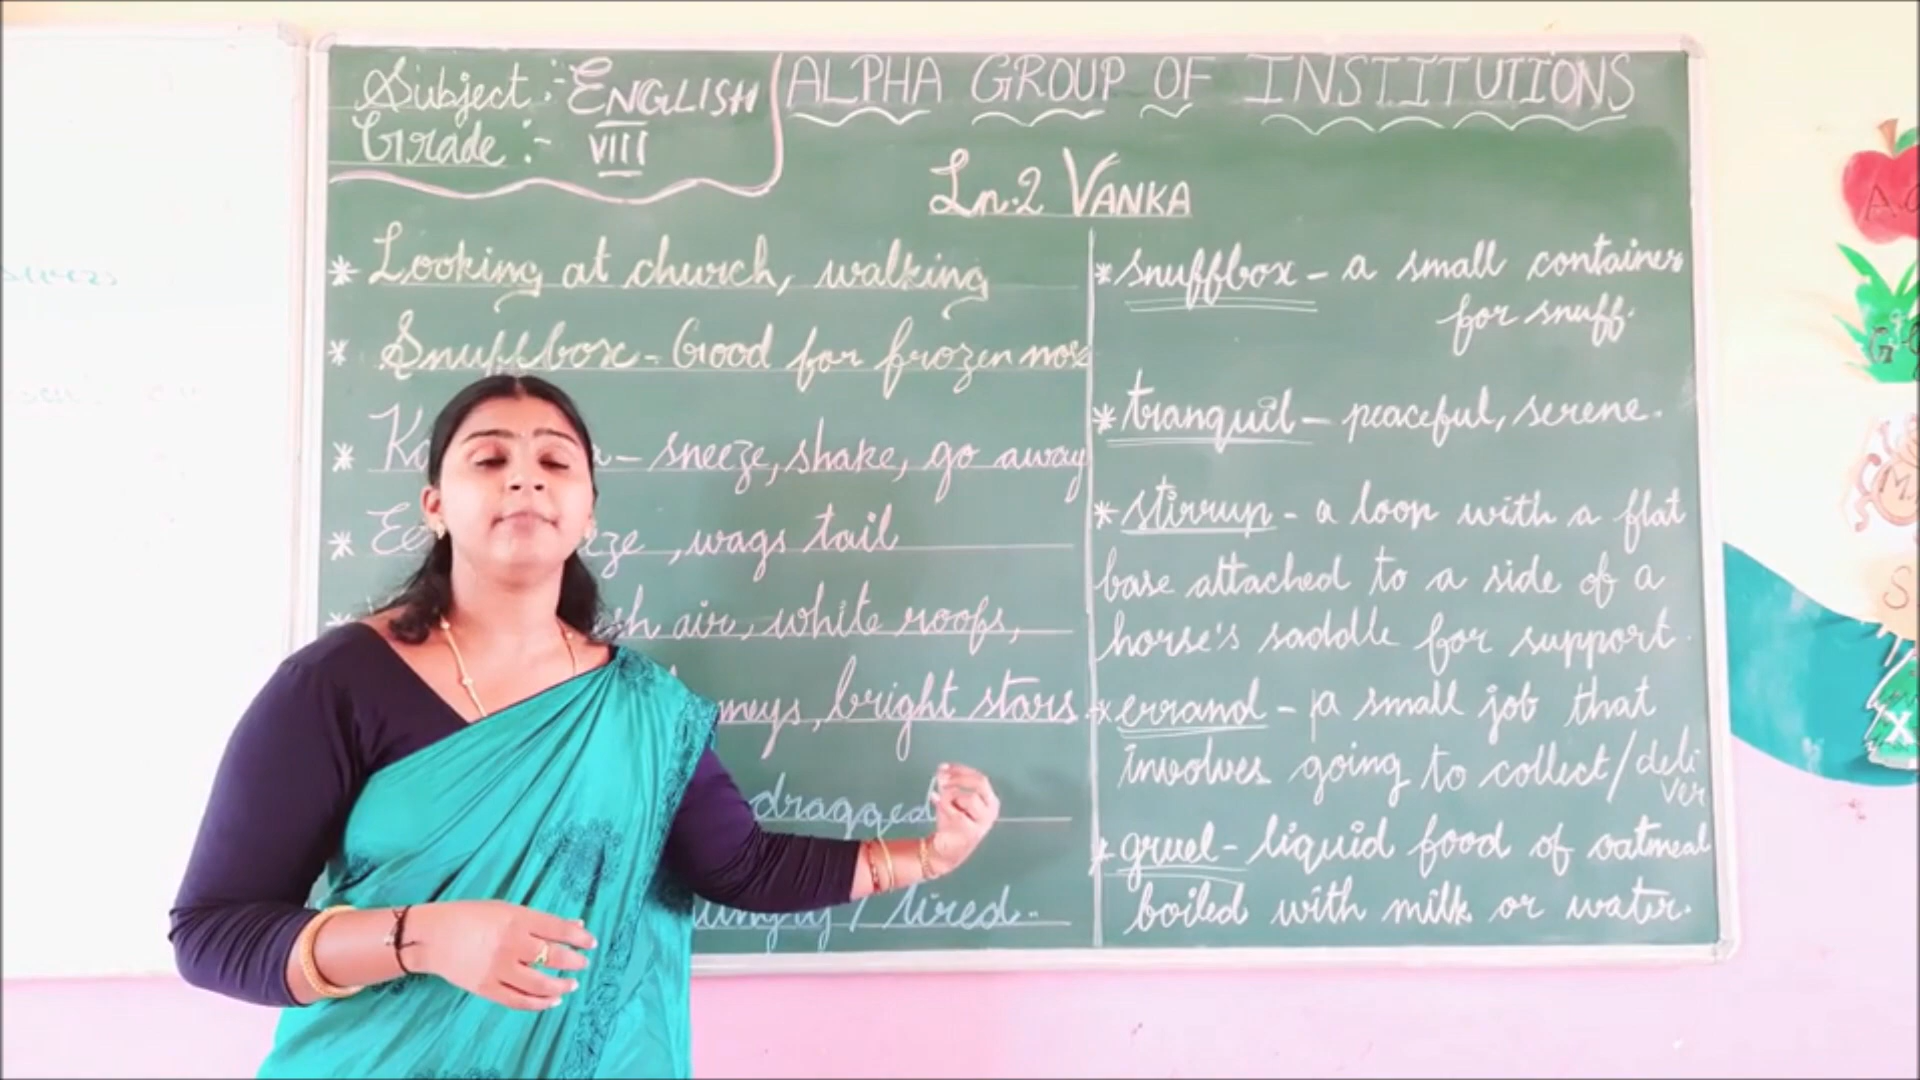 Subject :- ENGLISH
Grade :- VIII
ALPHA GROUP OF INSTITUTIONS
Ln.2 VANKA
* Looking at church, walking
* Snuffbox - Good for frozen nose
* - sneeze, shake, go away
* , wags tail
* air, white roofs,
, bright stars.
dragged
/ tired.
* snuffbox - a small container
for snuff.
* tranquil - peaceful, serene.
* stirrup - a loop with a flat
base attached to a side of a
horse's saddle for support.
* errand - a small job that
involves going to collect/deli
ver
* gruel - liquid food of oatmeal
boiled with milk or water.